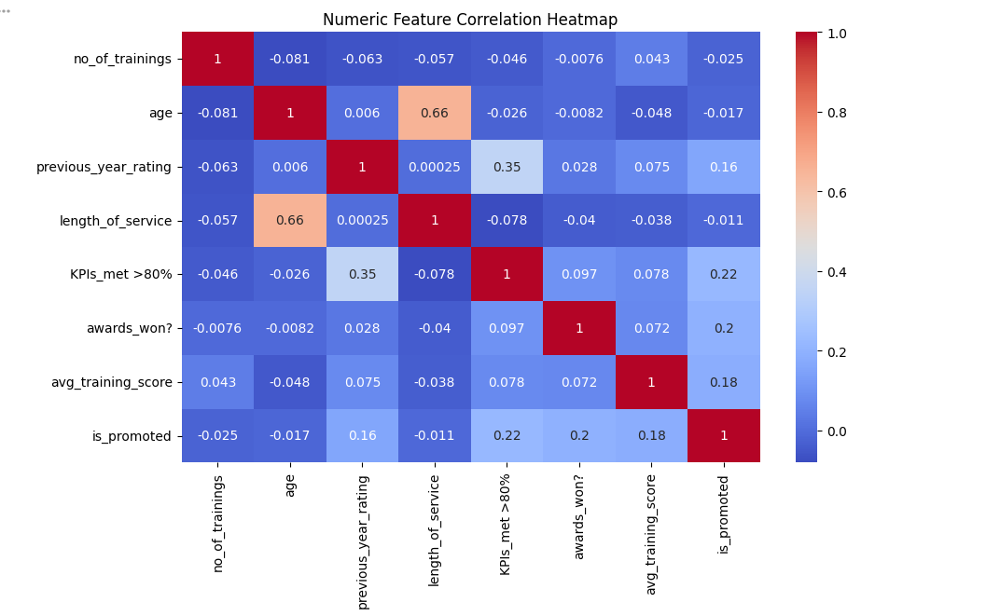 Numeric Feature Correlation Heatmap
no_of_trainings 1 -0.081 -0.063 -0.057 -0.046 -0.0076 0.043 -0.025
age -0.081 1 0.006 0.66 -0.026 -0.0082 -0.048 -0.017
previous_year_rating -0.063 0.006 1 0.00025 0.35 0.028 0.075 0.16
length_of_service -0.057 0.66 0.00025 1 -0.078 -0.04 -0.038 -0.011
KPIs_met >80% -0.046 -0.026 0.35 -0.078 1 0.097 0.078 0.22
awards_won? -0.0076 -0.0082 0.028 -0.04 0.097 1 0.072 0.2
avg_training_score 0.043 -0.048 0.075 -0.038 0.078 0.072 1 0.18
is_promoted -0.025 -0.017 0.16 -0.011 0.22 0.2 0.18 1
no_of_trainings
age
previous_year_rating
length_of_service
KPIs_met >80%
awards_won?
avg_training_score
is_promoted
1.0
0.8
0.6
0.4
0.2
0.0